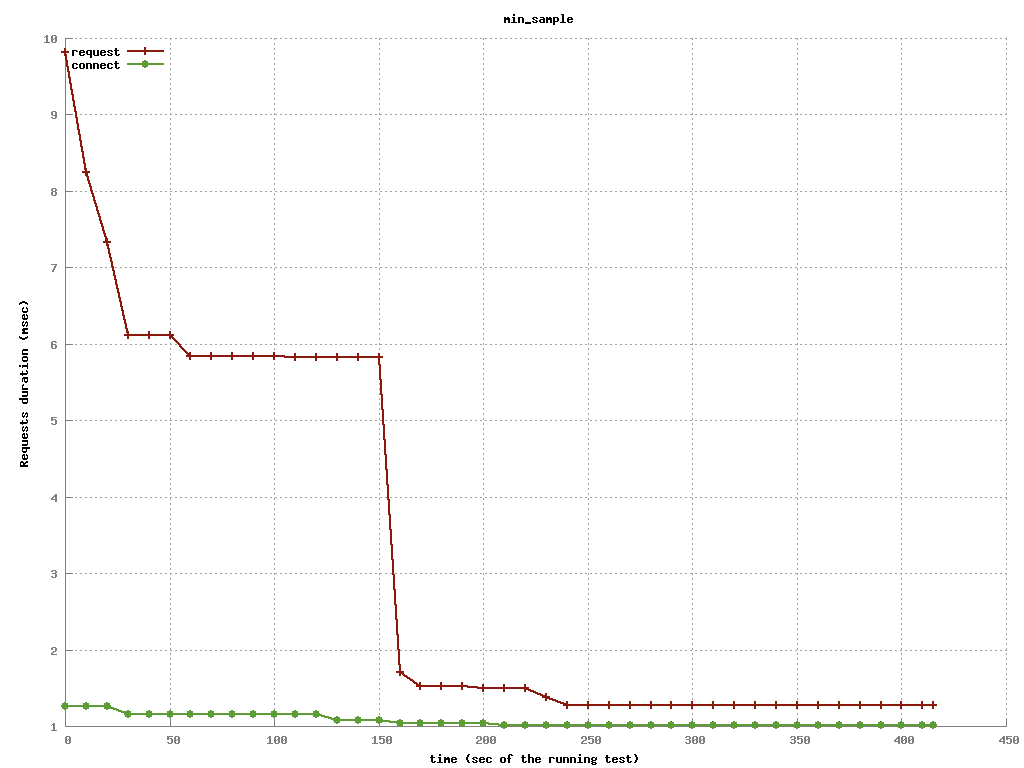 min_sample
request
connect
10
9
8
7
6
5
4
3
2
1
Requests duration (msec)
0 50 100 150 200 250 300 350 400 450
time (sec of the running test)